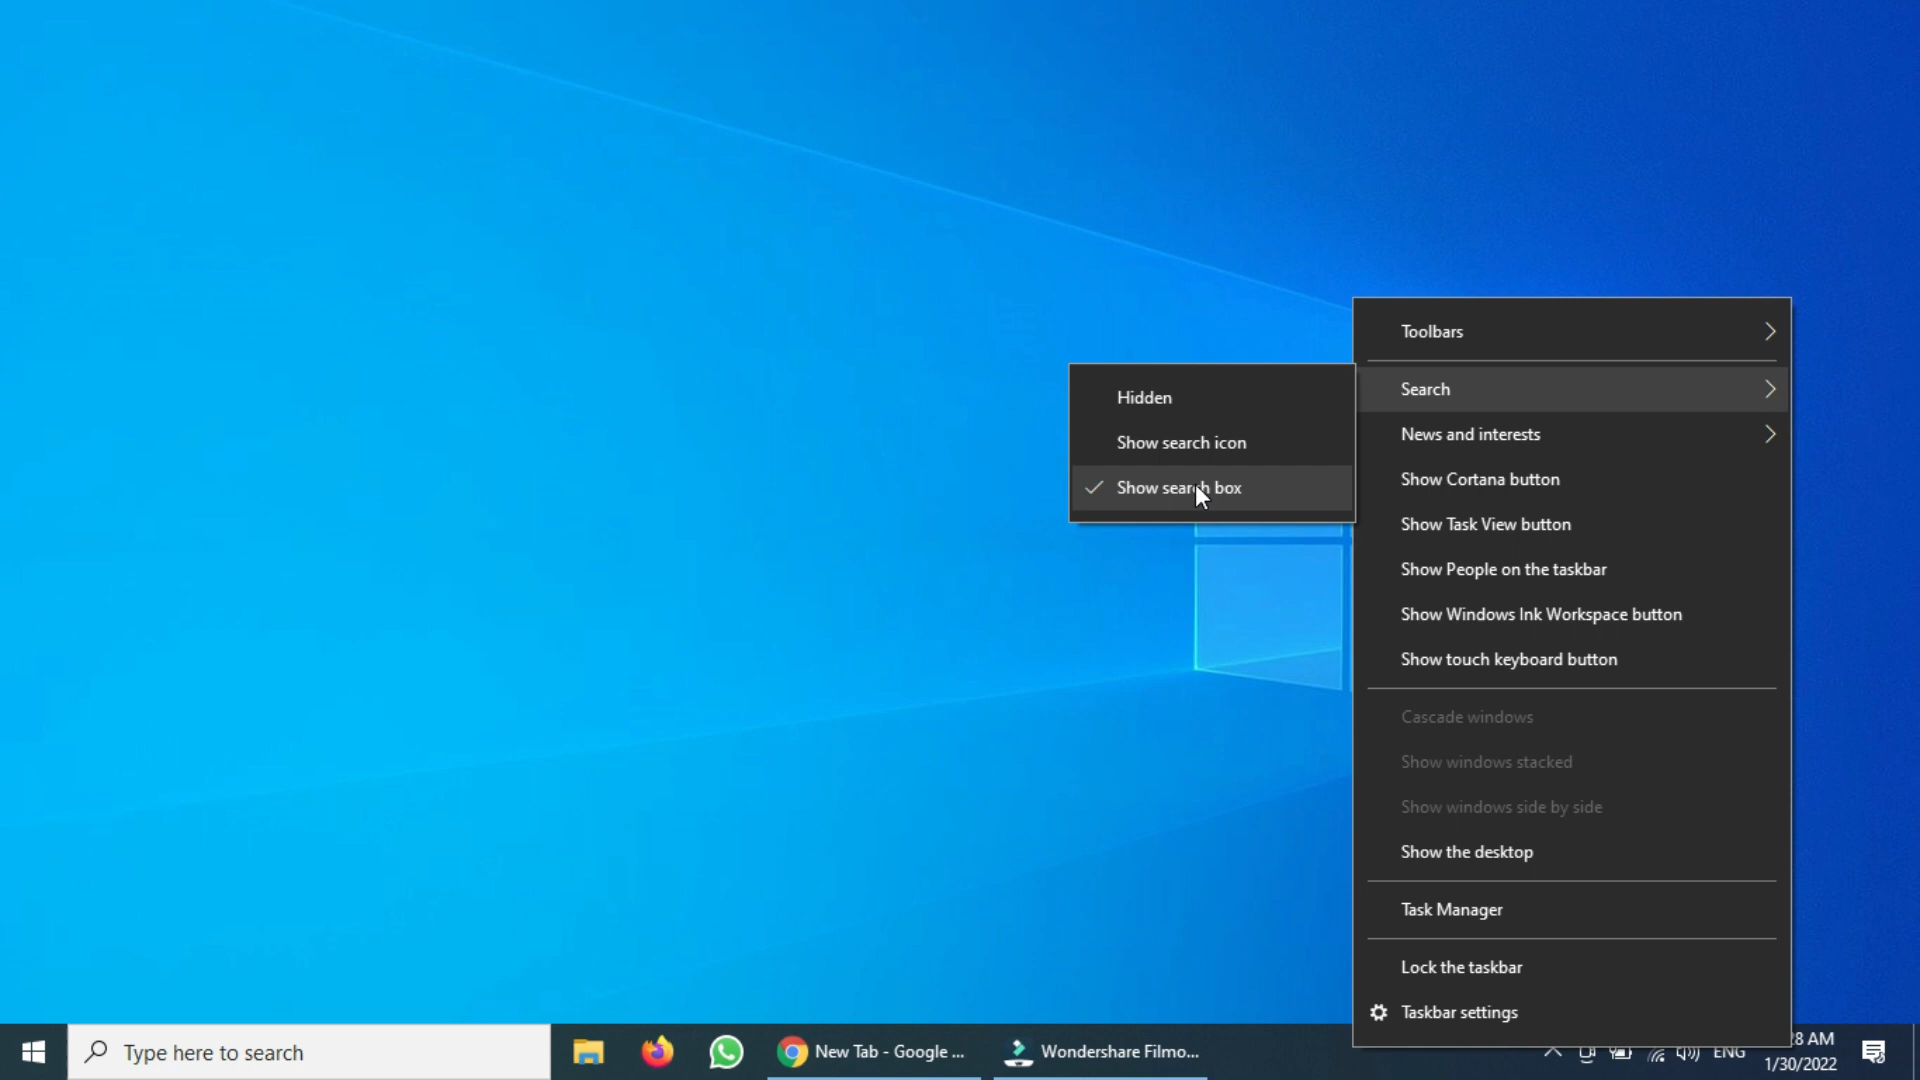 Toolbars
Hidden
Show search icon
Show search box
Search
News and interests
Show Cortana button
Show Task View button
Show People on the taskbar
Show Windows Ink Workspace button
Show touch keyboard button
Cascade windows
Show windows stacked
Show windows side by side
Show the desktop
Task Manager
Lock the taskbar
Taskbar settings
Type here to search
New Tab - Google ...
Wondershare Filmo...
ENG
8 AM
1/30/2022